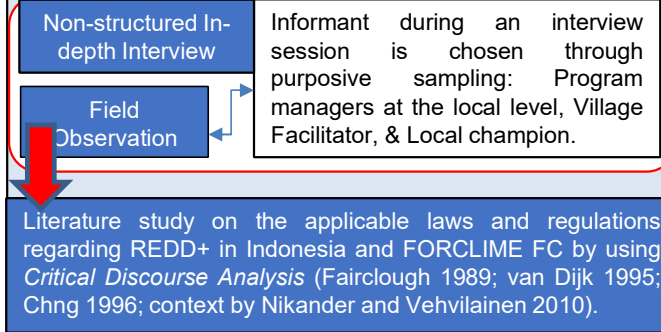 Non-structured In-
depth Interview
Informant during an interview
session is chosen through
purposive sampling: Program
managers at the local level, Village
Facilitator, & Local champion.
Field
Observation
Literature study on the applicable laws and regulations
regarding REDD+ in Indonesia and FORCLIME FC by using
Critical Discourse Analysis (Fairclough 1989; van Dijk 1995;
Chng 1996; context by Nikander and Vehvilainen 2010).